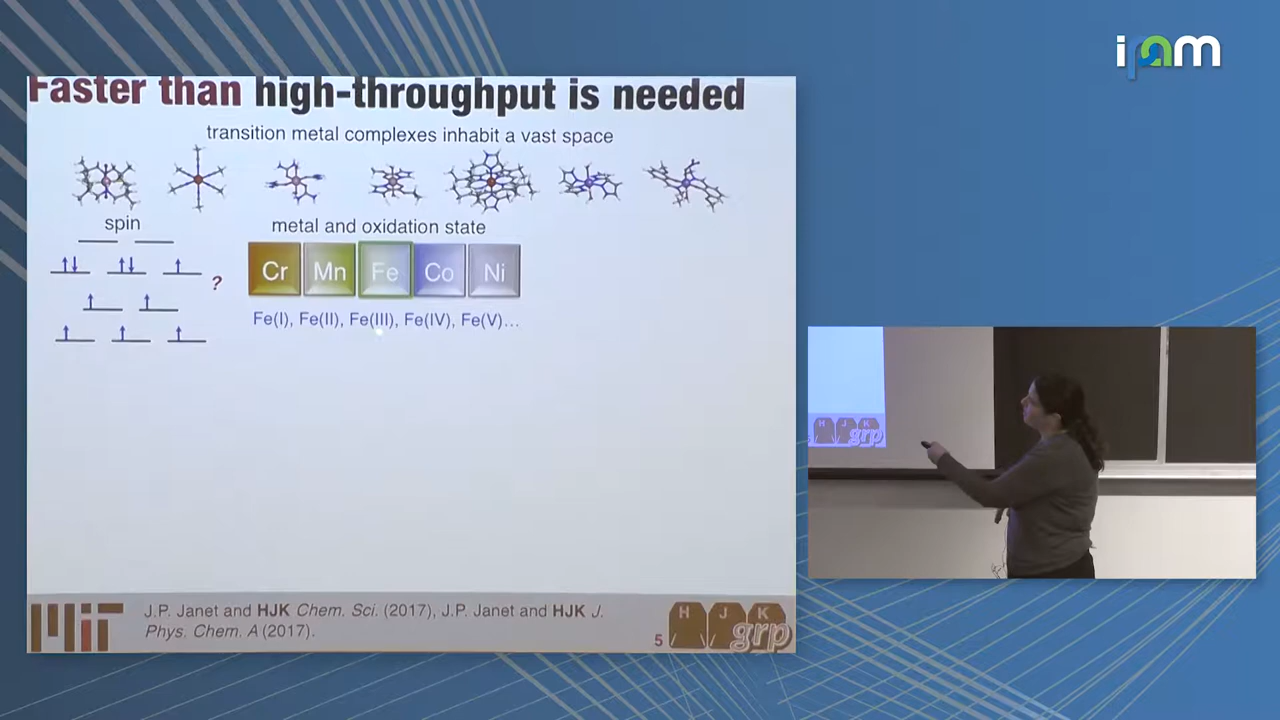 ipam
Faster than high-throughput is needed
transition metal complexes inhabit a vast space
spin
metal and oxidation state
?
Cr Mn Fe Co Ni
Fe(I), Fe(II), Fe(III), Fe(IV), Fe(V)...
J.P. Janet and HJK Chem. Sci. (2017), J.P. Janet and HJK J.
Phys. Chem. A (2017).
MIT
5
H J K
grp
H J K
grp